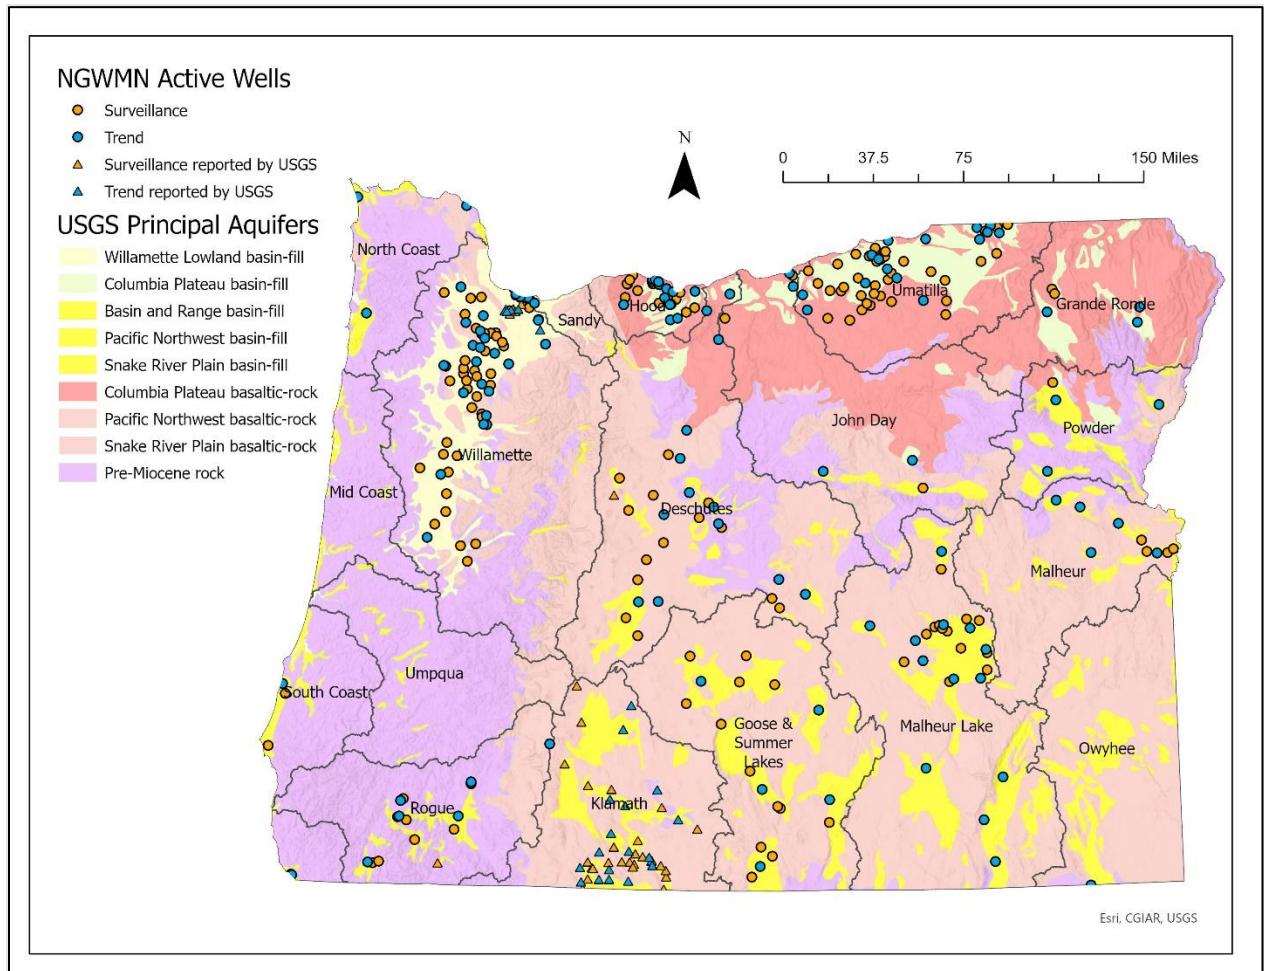 NGWMN Active Wells
Surveillance
Trend
Surveillance reported by USGS
Trend reported by USGS
USGS Principal Aquifers
Willamette Lowland basin-fill
Columbia Plateau basin-fill
Basin and Range basin-fill
Pacific Northwest basin-fill
Snake River Plain basin-fill
Columbia Plateau basaltic-rock
Pacific Northwest basaltic-rock
Snake River Plain basaltic-rock
Pre-Miocene rock
N
0 37.5 75 150 Miles
North Coast
Sandy
Hood
Umatilla
Grande Ronde
John Day
Powder
Willamette
Mid Coast
Deschutes
Malheur
Umpqua
South Coast
Goose &
Summer
Lakes
Malheur Lake
Owyhee
Rogue
Klamath
Esri, CGIAR, USGS